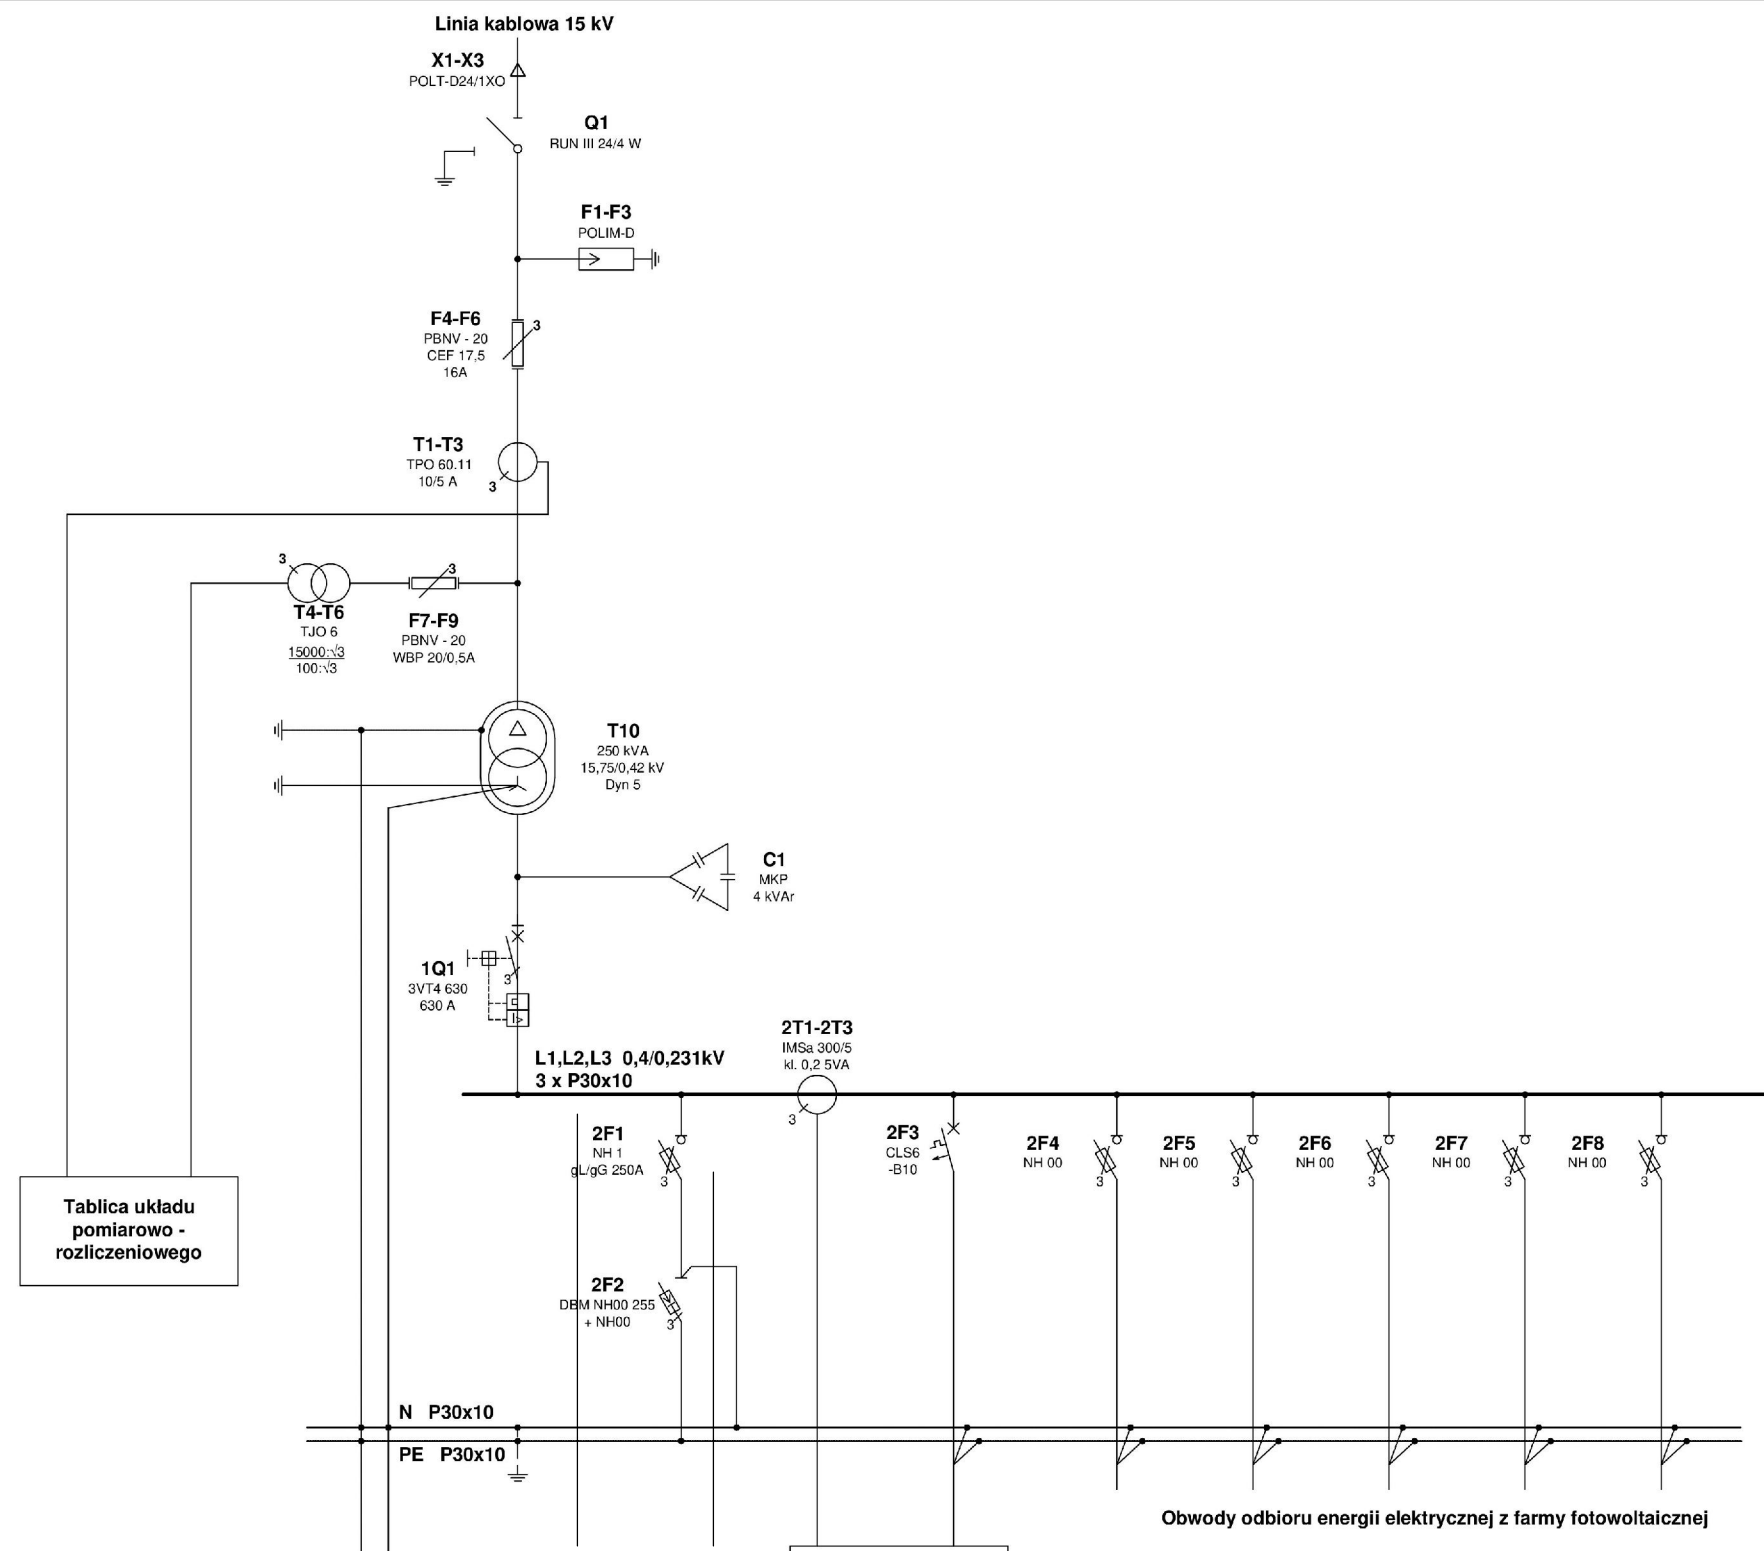 Linia kablowa 15 kV
X1-X3
POLT-D24/1XO
Q1
RUN III 24/4 W
F1-F3
POLIM-D
F4-F6
PBNV - 20
CEF 17,5
16A
3
T1-T3
TPO 60.11
10/5 A
3
3
T4-T6
TJO 6
15000:√3
100:√3
3
F7-F9
PBNV - 20
WBP 20/0,5A
T10
250 kVA
15,75/0,42 kV
Dyn 5
C1
MKP
4 kVAr
1Q1
3VT4 630
630 A
3
I>
L1,L2,L3 0,4/0,231kV
3 x P30x10
2T1-2T3
IMSa 300/5
kl. 0,2 5VA
3
2F1
NH 1
gL/gG 250A
3
2F2
DBM NH00 255
+ NH00
3
2F3
CLS6
-B10
2F4
NH 00
3
2F5
NH 00
3
2F6
NH 00
3
2F7
NH 00
3
2F8
NH 00
3
Tablica układu
pomiarowo -
rozliczeniowego
N P30x10
PE P30x10
Obwody odbioru energii elektrycznej z farmy fotowoltaicznej